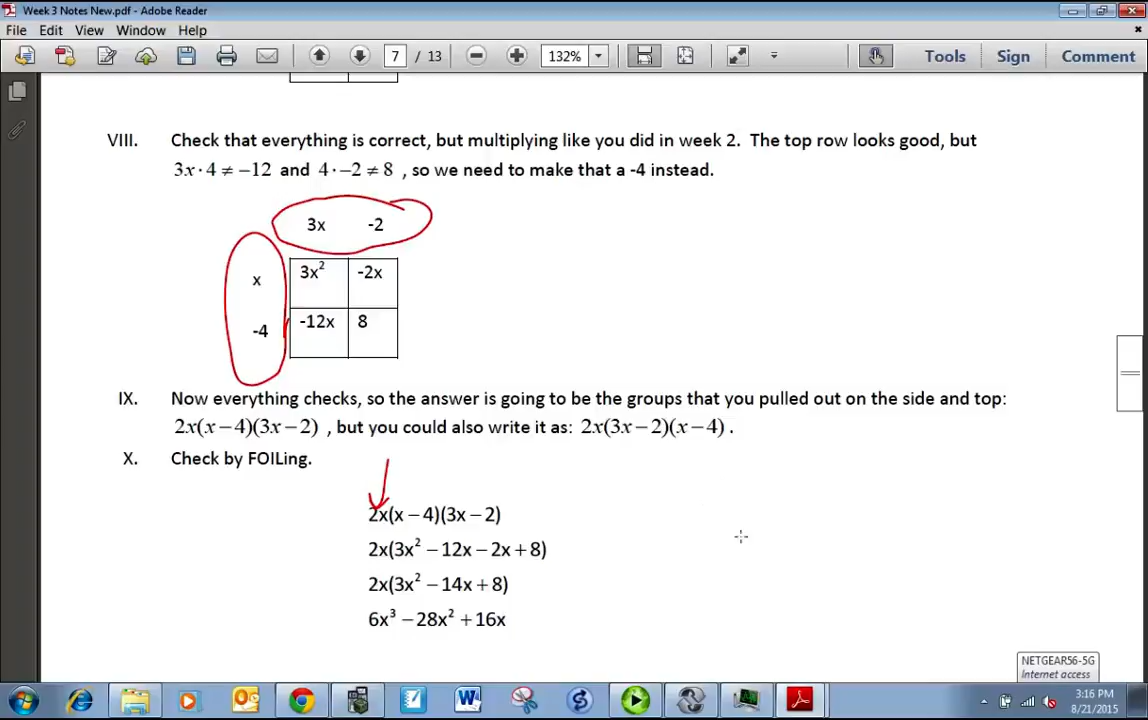 Week 3 Notes New.pdf - Adobe Reader
File Edit View Window Help
7 / 13 132% Tools Sign Comment
VIII. Check that everything is correct, but multiplying like you did in week 2. The top row looks good, but
3x · 4 ≠ −12 and 4 · −2 ≠ 8 , so we need to make that a -4 instead.
3x -2
x 3x² -2x
-4 -12x 8
IX. Now everything checks, so the answer is going to be the groups that you pulled out on the side and top:
2x(x − 4)(3x − 2) , but you could also write it as: 2x(3x − 2)(x − 4) .
X. Check by FOILing.
2x(x − 4)(3x − 2)
2x(3x² − 12x − 2x + 8)
2x(3x² − 14x + 8)
6x³ − 28x² + 16x
NETGEAR56-5G
Internet access
3:16 PM
8/21/2015